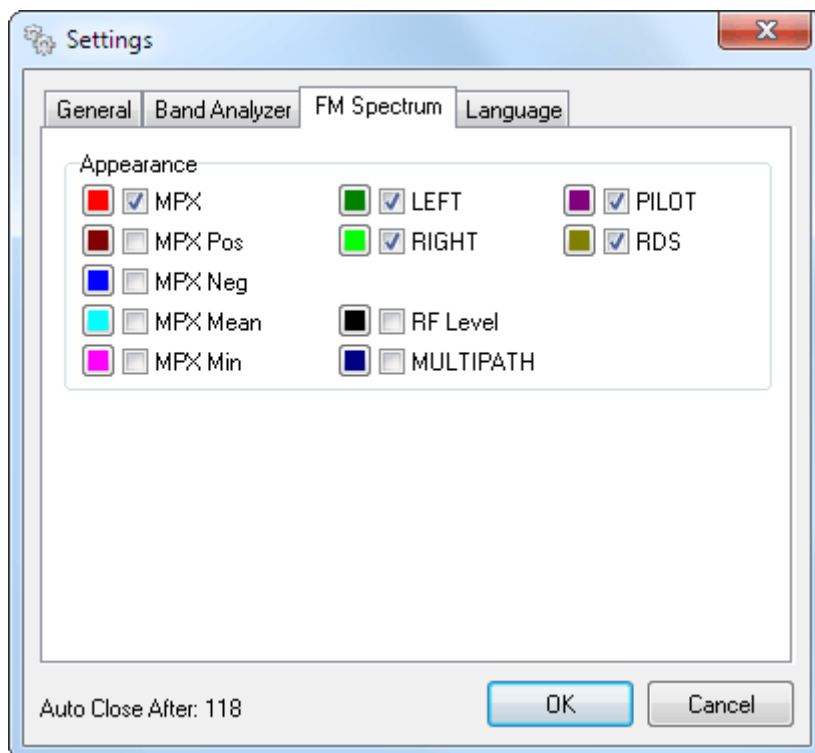 Settings
General Band Analyzer FM Spectrum Language
Appearance
MPX LEFT PILOT
MPX Pos RIGHT RDS
MPX Neg
MPX Mean RF Level
MPX Min MULTIPATH
Auto Close After: 118 OK Cancel